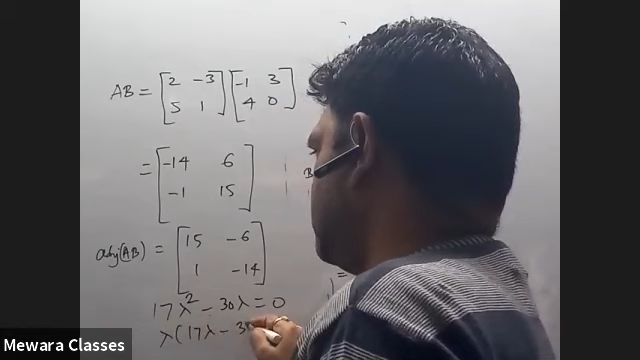 AB = [2 -3; 5 1] [-1 3; 4 0]
= [-14 6; -1 15]
adj(AB) = [15 -6; 1 -14]
17λ² - 30λ = 0
λ(17λ - 30
Mewara Classes